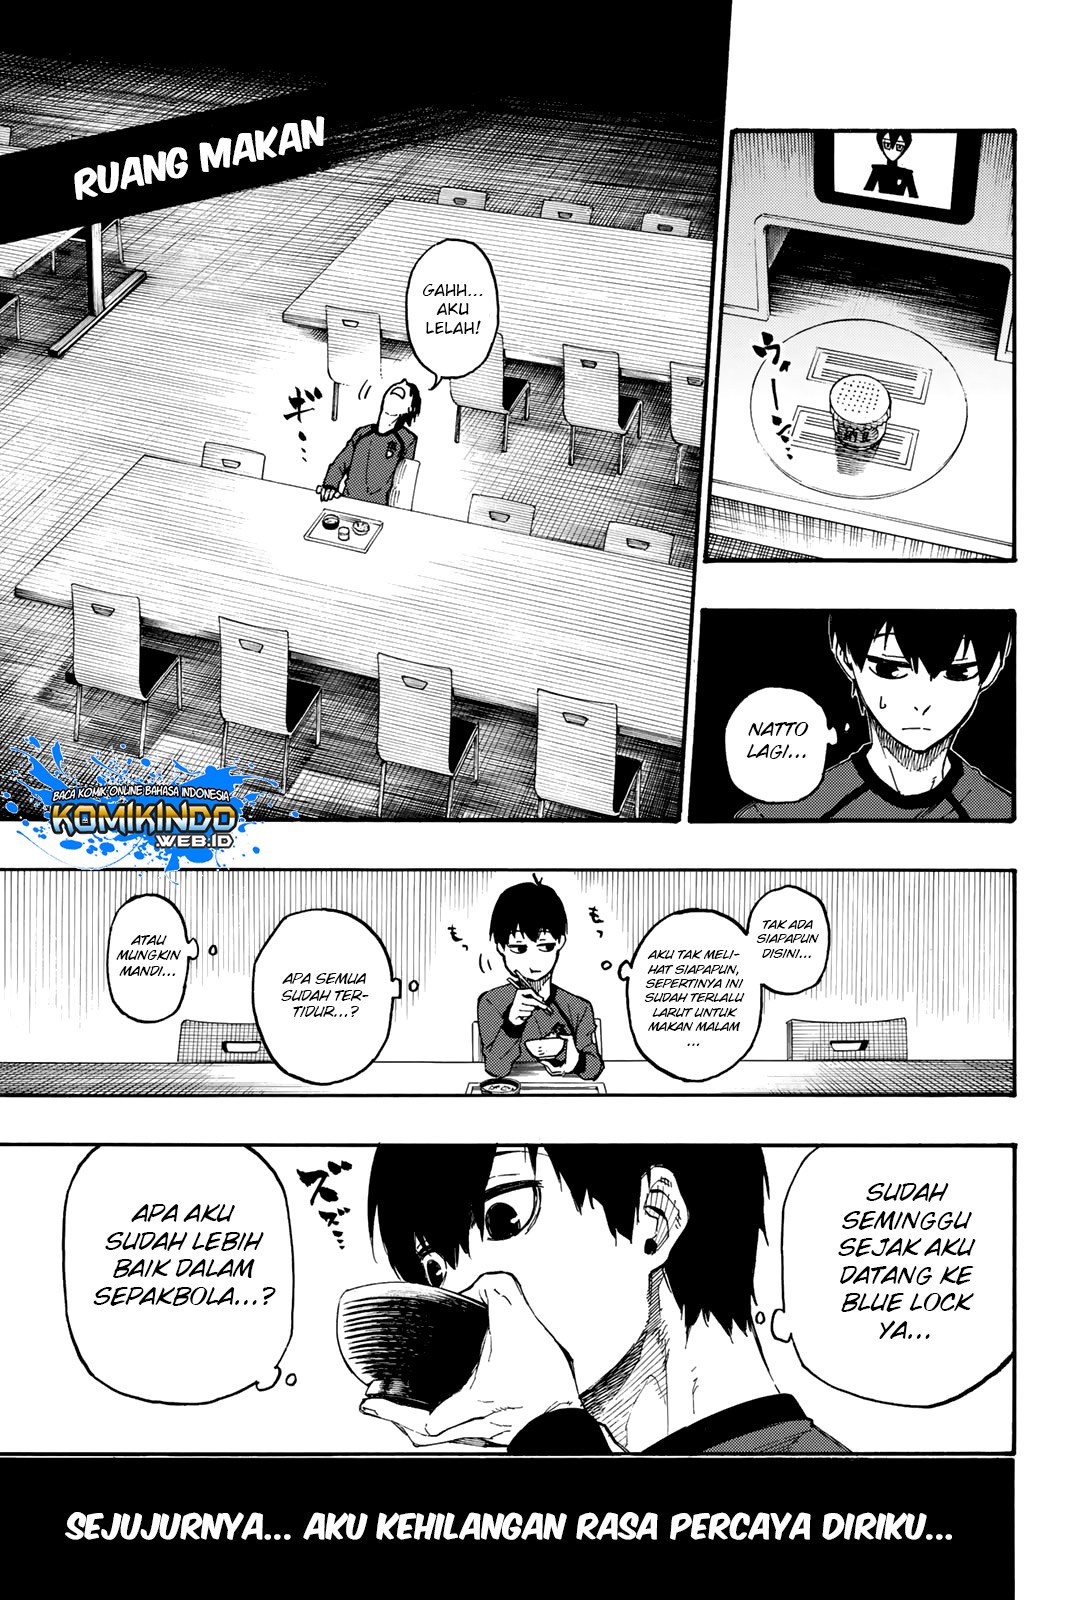 ウィーン
納豆
NATTO
LAGI...
RUANG MAKAN
GAHH...
AKU
LELAH!
ギ...
TAK ADA
SIAPAPUN
DISINI...
AKU TAK MELI-
HAT SIAPAPUN,
SEPERTINYA INI
SUDAH TERLALU
LARUT UNTUK
MAKAN MALAM
...
もっ
もっ
APA SEMUA
SUDAH TER-
TIDUR...?
ATAU
MUNGKIN
MANDI...
BACA KOMIK ONLINE BAHASA INDONESIA
KOMIKINDO
.WEB.ID
SUDAH
SEMINGGU
SEJAK AKU
DATANG KE
BLUE LOCK
YA...
ズズズ...
APA AKU
SUDAH LEBIH
BAIK DALAM
SEPAKBOLA...?
SEJUJURNYA... AKU KEHILANGAN RASA PERCAYA DIRIKU...